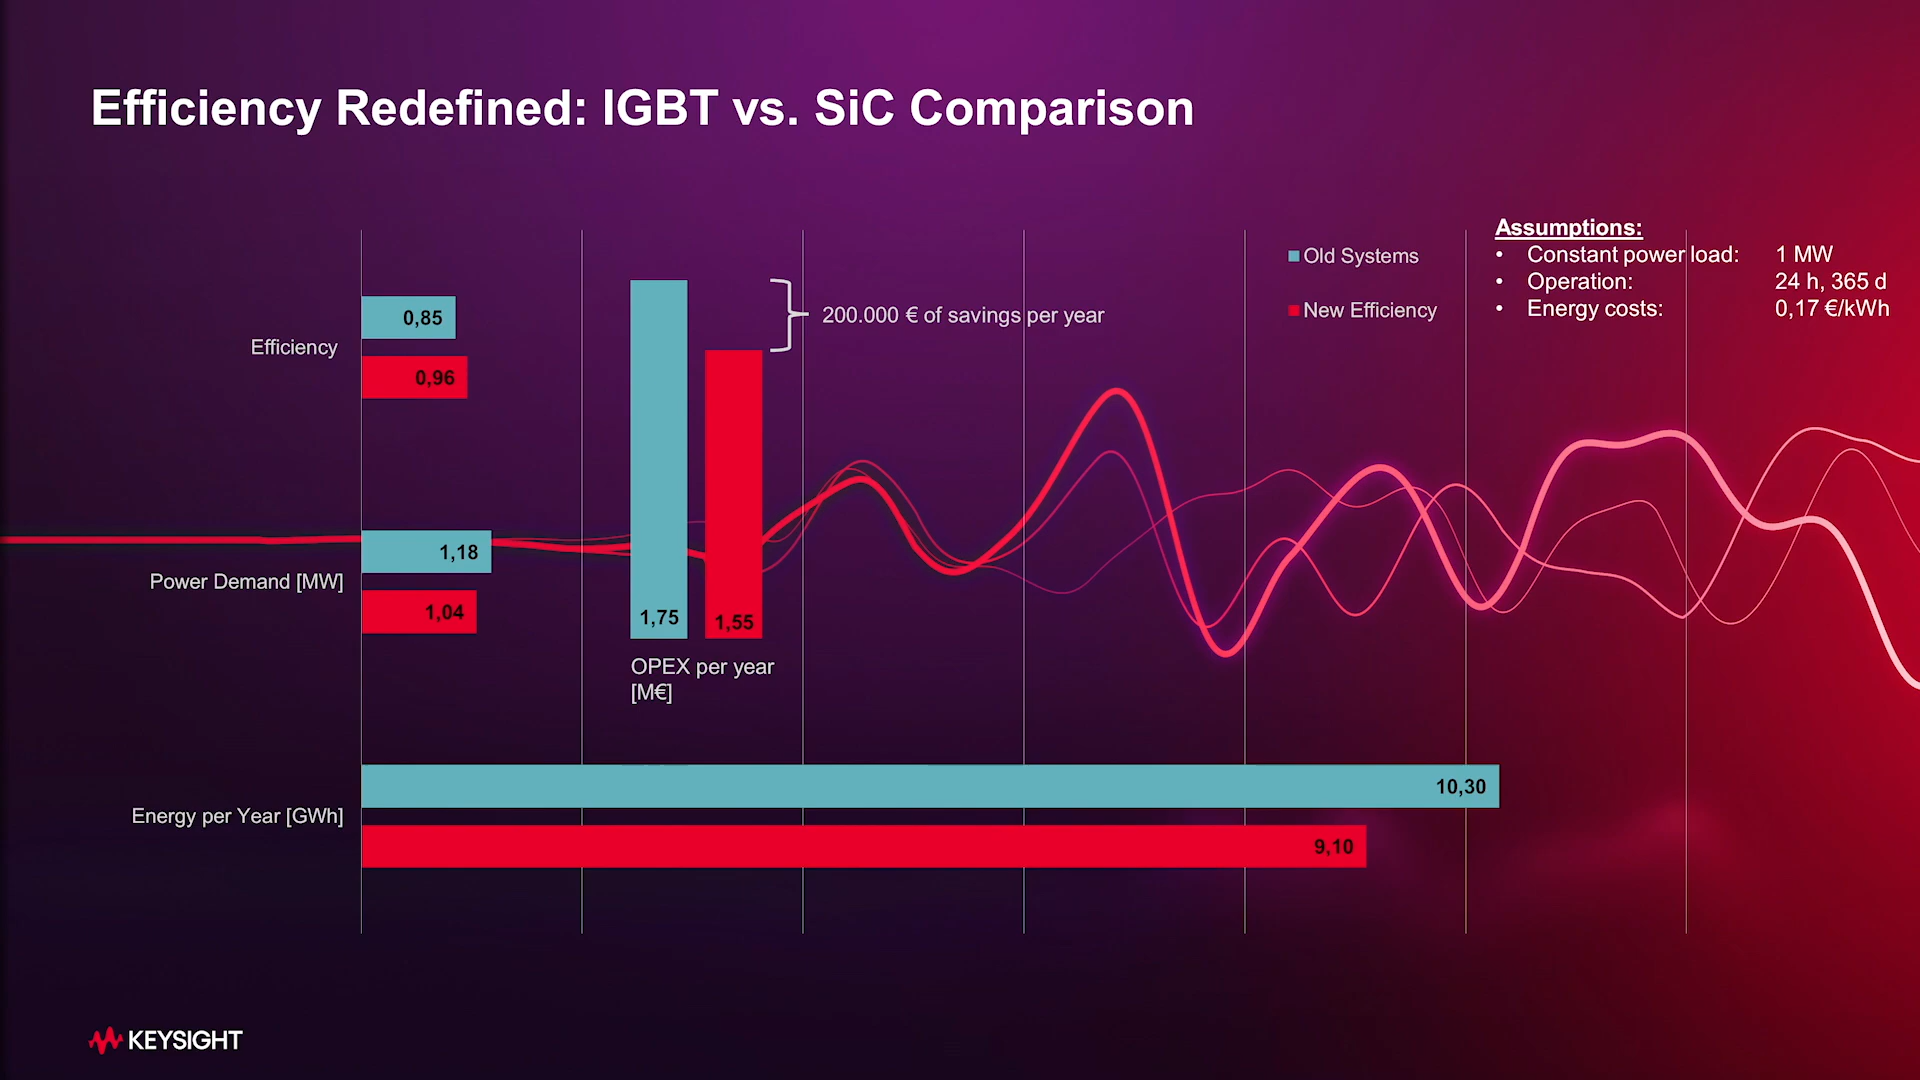 Efficiency Redefined: IGBT vs. SiC Comparison
Assumptions:
• Constant power load: 1 MW
• Operation: 24 h, 365 d
• Energy costs: 0,17 €/kWh
Old Systems
New Efficiency
200.000 € of savings per year
Efficiency
0,85
0,96
Power Demand [MW]
1,18
1,04
1,75
1,55
OPEX per year
[M€]
Energy per Year [GWh]
10,30
9,10
KEYSIGHT